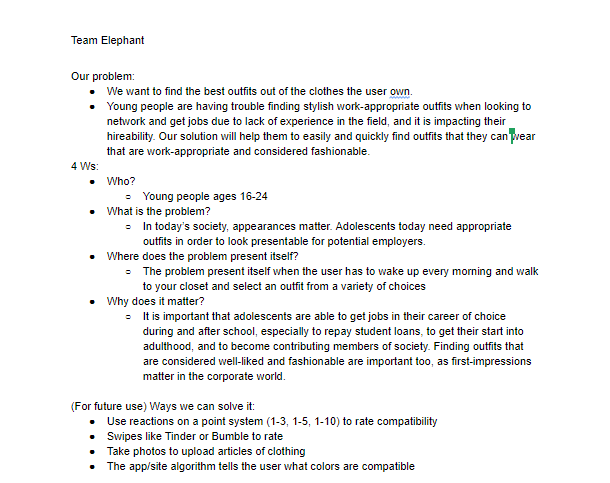 Team Elephant
Our problem:
● We want to find the best outfits out of the clothes the user own.
● Young people are having trouble finding stylish work-appropriate outfits when looking to
network and get jobs due to lack of experience in the field, and it is impacting their
hireability. Our solution will help them to easily and quickly find outfits that they can wear
that are work-appropriate and considered fashionable.
4 Ws:
● Who?
○ Young people ages 16-24
● What is the problem?
○ In today's society, appearances matter. Adolescents today need appropriate
outfits in order to look presentable for potential employers.
● Where does the problem present itself?
○ The problem present itself when the user has to wake up every morning and walk
to your closet and select an outfit from a variety of choices
● Why does it matter?
○ It is important that adolescents are able to get jobs in their career of choice
during and after school, especially to repay student loans, to get their start into
adulthood, and to become contributing members of society. Finding outfits that
are considered well-liked and fashionable are important too, as first-impressions
matter in the corporate world.
(For future use) Ways we can solve it:
● Use reactions on a point system (1-3, 1-5, 1-10) to rate compatibility
● Swipes like Tinder or Bumble to rate
● Take photos to upload articles of clothing
● The app/site algorithm tells the user what colors are compatible